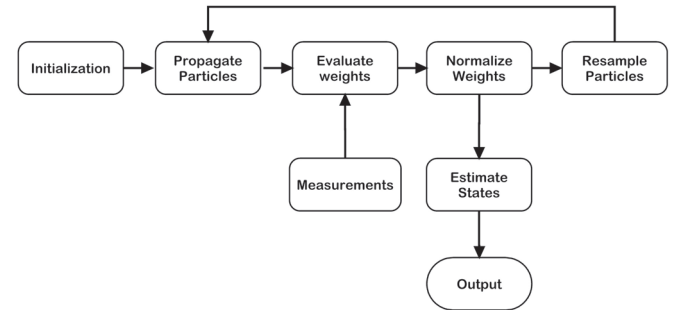 Initialization
Propagate
Particles
Evaluate
weights
Normalize
Weights
Resample
Particles
Measurements
Estimate
States
Output